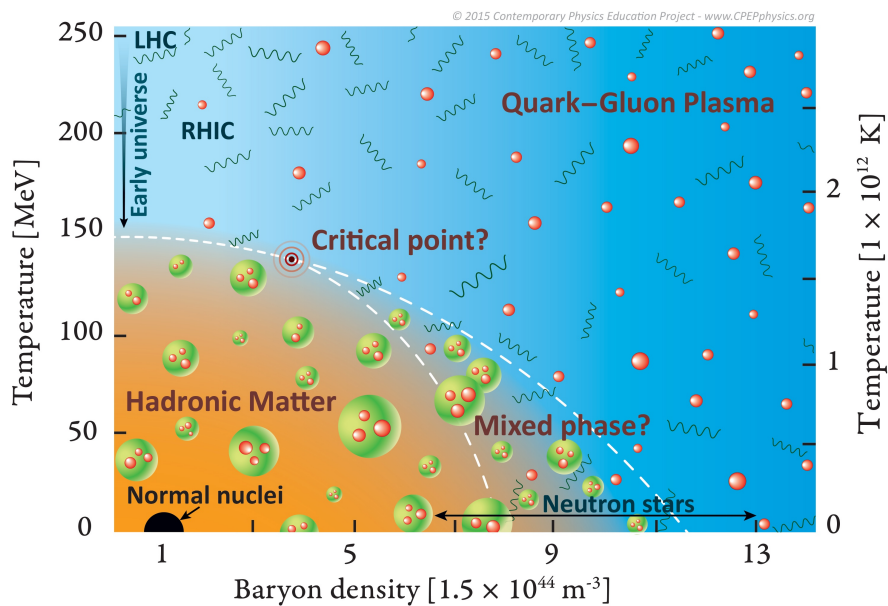 © 2015 Contemporary Physics Education Project - www.CPEPphysics.org
250
LHC
Early universe
RHIC
Quark–Gluon Plasma
200
2
150
Critical point?
100
1
Hadronic Matter
Mixed phase?
50
Normal nuclei
Neutron stars
0
0
1
5
9
13
Temperature [MeV]
Temperature [1 × 10¹² K]
Baryon density [1.5 × 10⁴⁴ m⁻³]